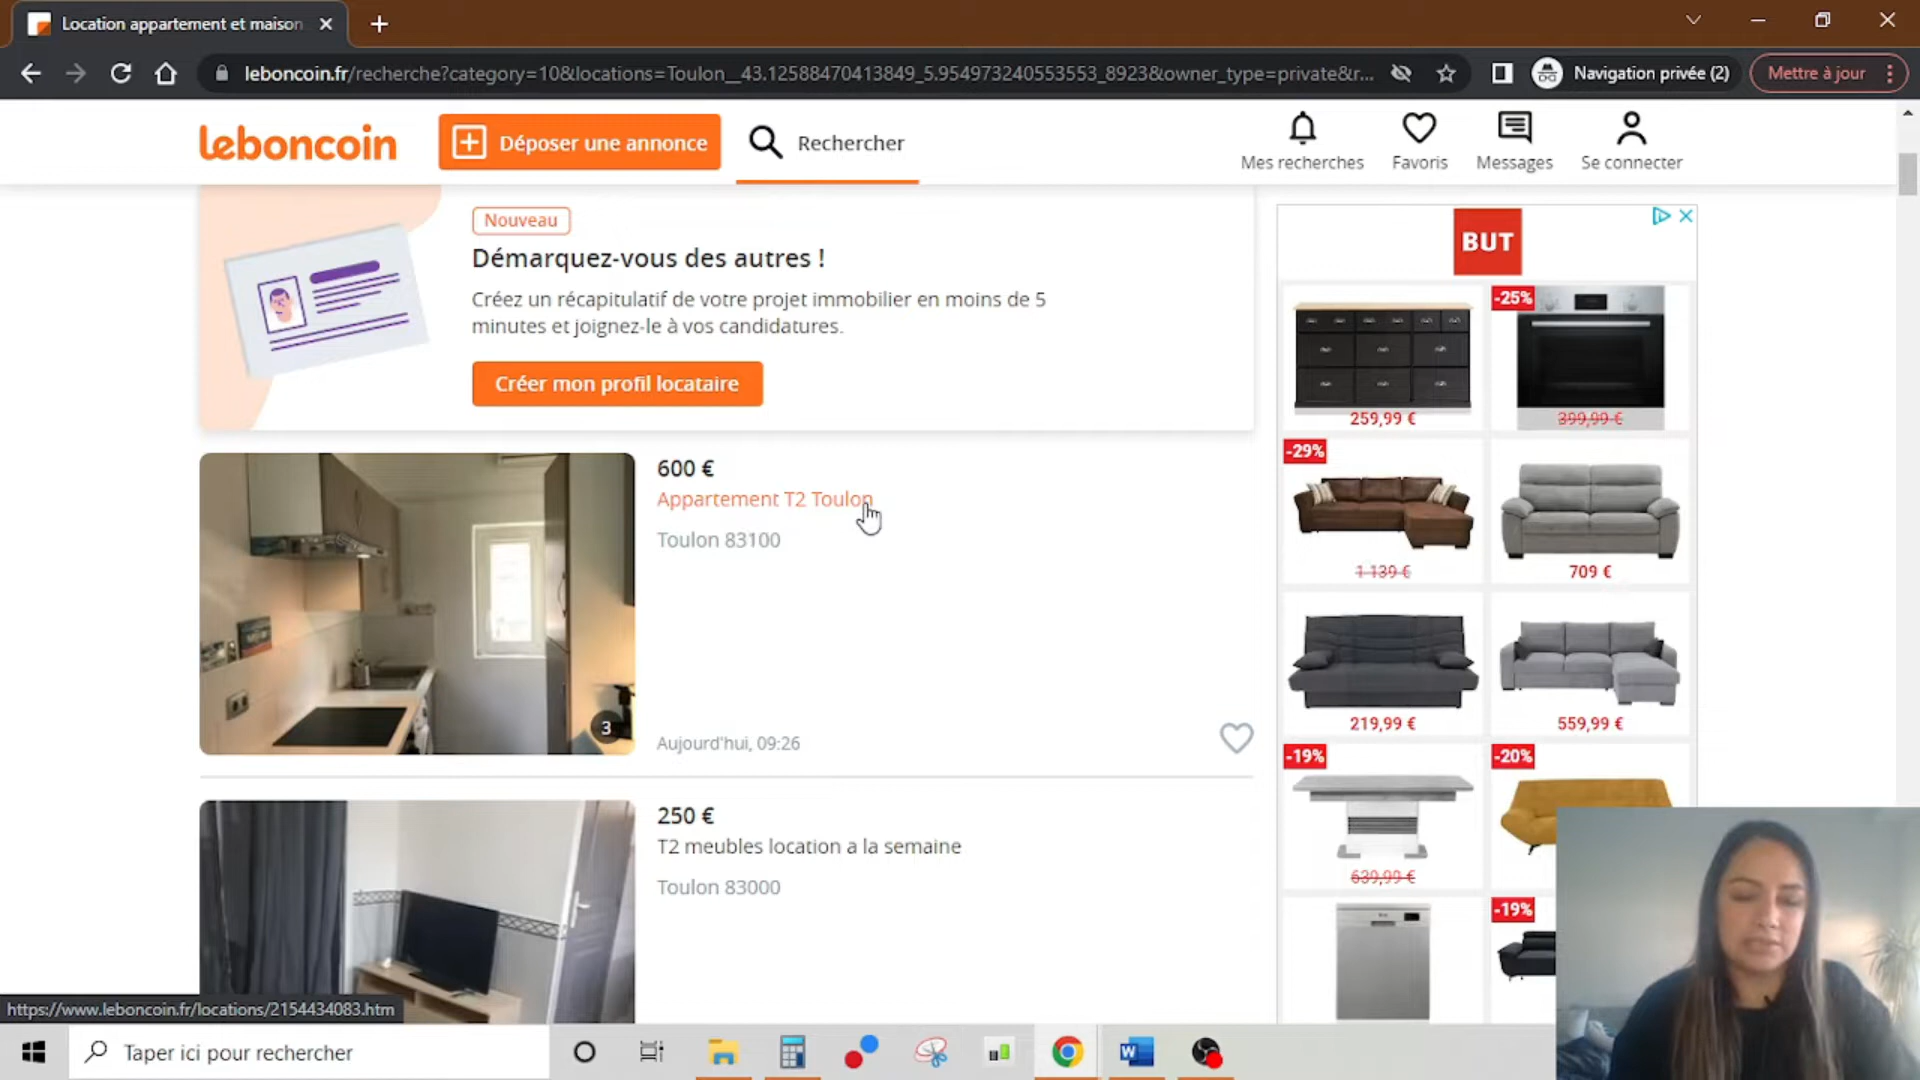 Location appartement et maison
leboncoin.fr/recherche?category=10&locations=Toulon__43.12588470413849_5.954973240553553_8923&owner_type=private&r...
Navigation privée (2)
Mettre à jour
leboncoin
Déposer une annonce
Rechercher
Mes recherches
Favoris
Messages
Se connecter
Nouveau
Démarquez-vous des autres !
Créez un récapitulatif de votre projet immobilier en moins de 5
minutes et joignez-le à vos candidatures.
Créer mon profil locataire
600 €
Appartement T2 Toulon
Toulon 83100
3
Aujourd'hui, 09:26
250 €
T2 meubles location a la semaine
Toulon 83000
BUT
-25%
259,99 €
399,99 €
-29%
1 139 €
709 €
219,99 €
559,99 €
-19%
-20%
639,99 €
-19%
https://www.leboncoin.fr/locations/2154434083.htm
Taper ici pour rechercher